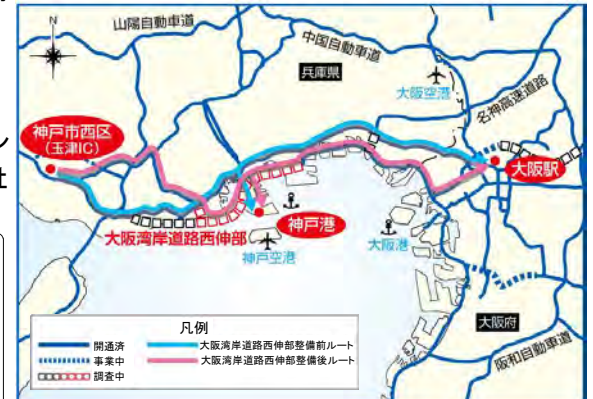 山陽自動車道
中国自動車道
N
兵庫県
大阪空港
名神高速道路
神戸市西区
(玉津IC)
大阪駅
神戸港
大阪湾岸道路西伸部
神戸空港
大阪港
大阪府
阪和自動車道
凡例
開通済
大阪湾岸道路西伸部整備前ルート
事業中
大阪湾岸道路西伸部整備後ルート
調査中
ン